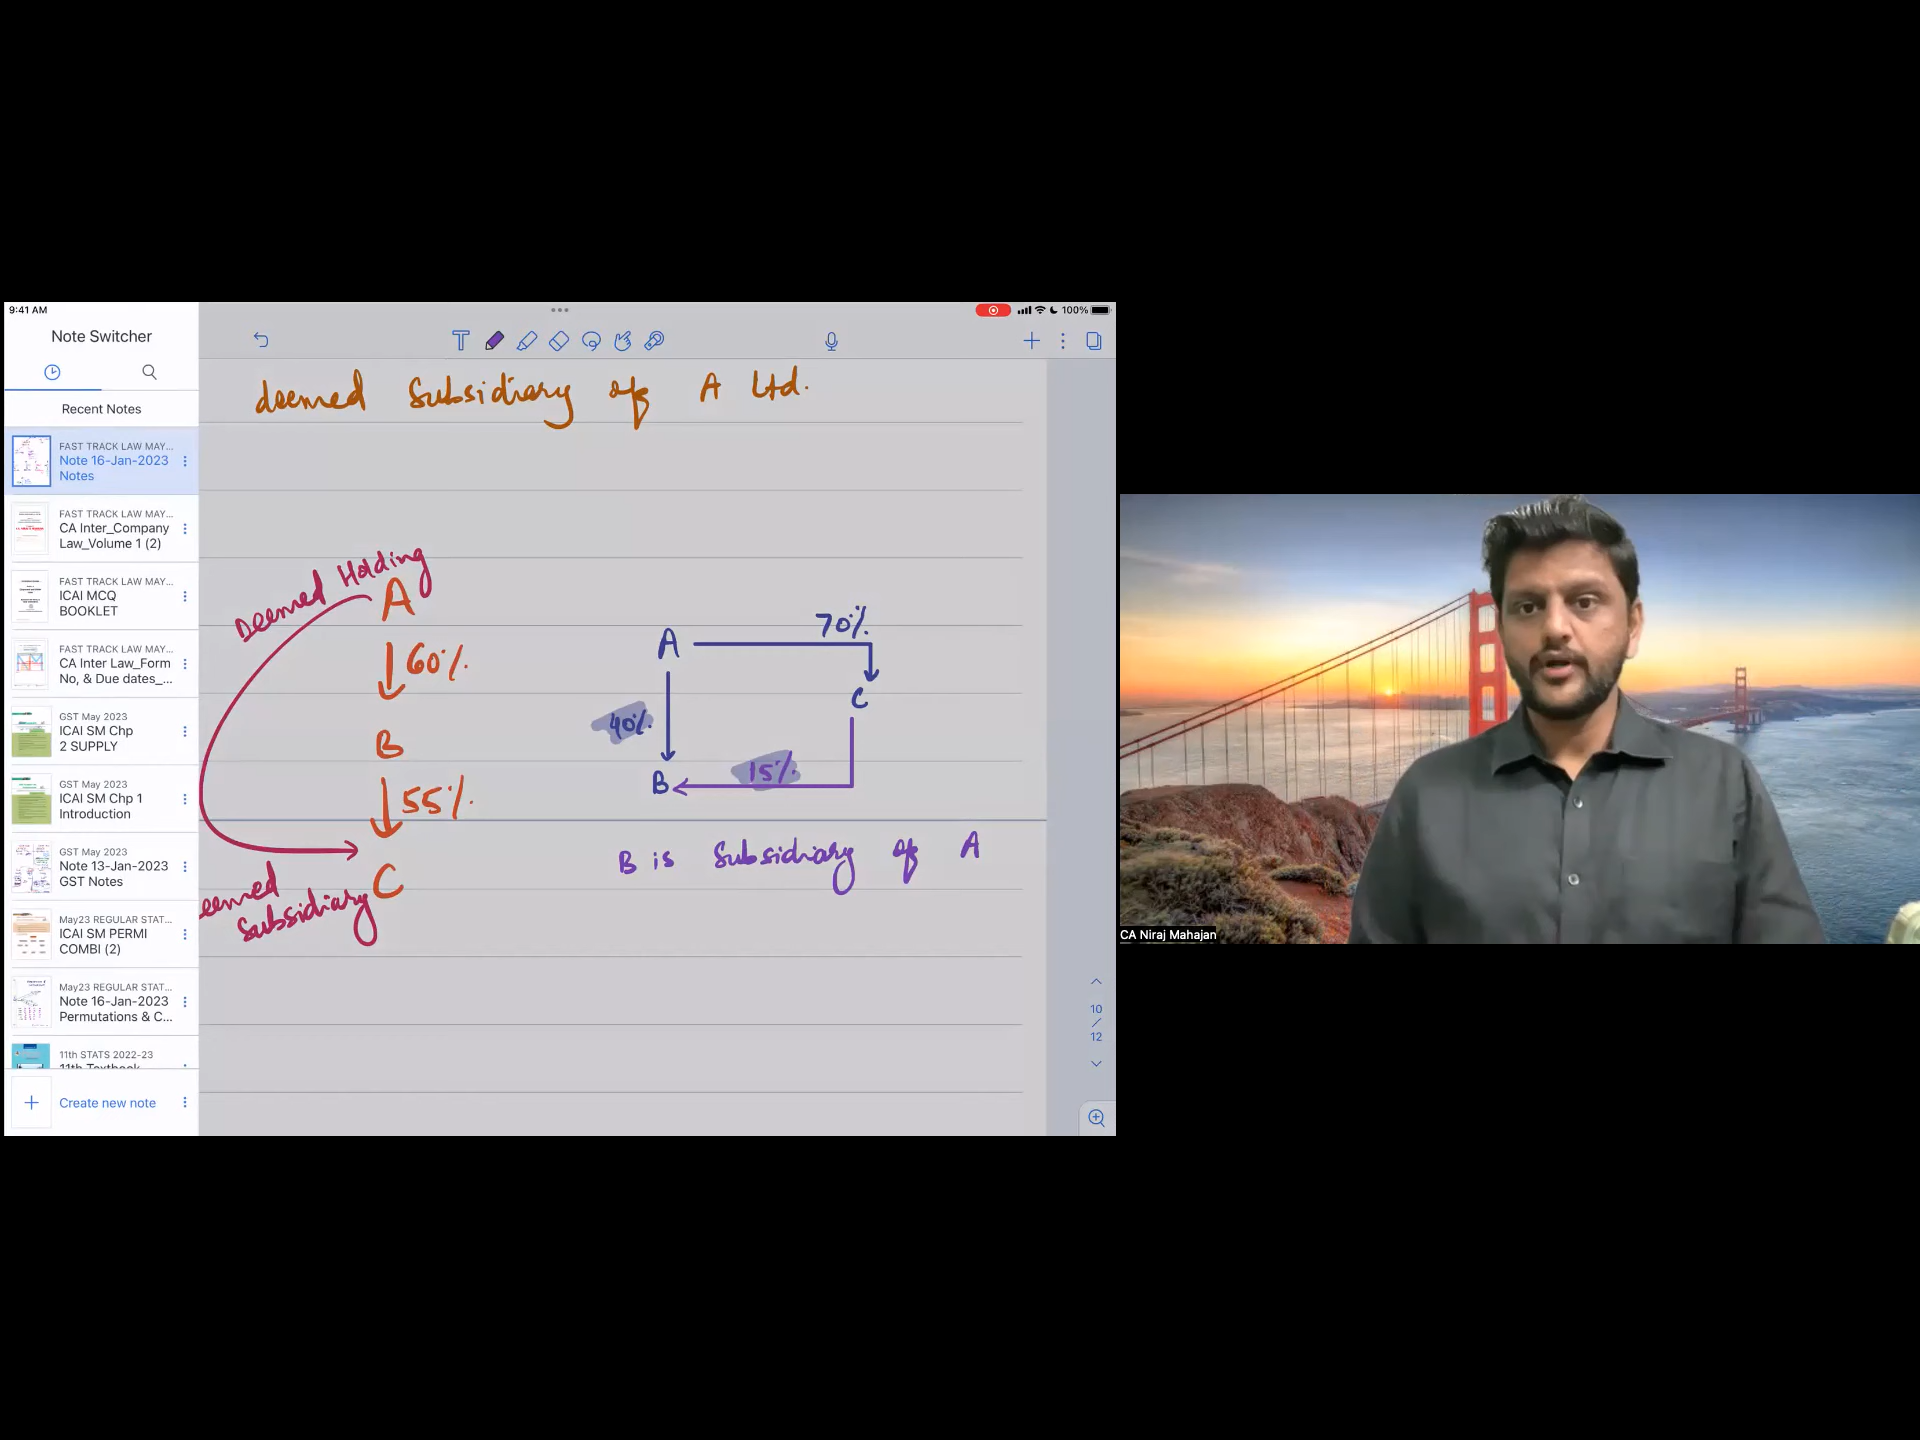 9:41 AM
100%
Note Switcher
Recent Notes
FAST TRACK LAW MAY...
Note 16-Jan-2023
Notes
FAST TRACK LAW MAY...
CA Inter_Company
Law_Volume 1 (2)
FAST TRACK LAW MAY...
ICAI MCQ
BOOKLET
FAST TRACK LAW MAY...
CA Inter Law_Form
No, & Due dates_...
GST May 2023
ICAI SM Chp
2 SUPPLY
GST May 2023
ICAI SM Chp 1
Introduction
GST May 2023
Note 13-Jan-2023
GST Notes
May23 REGULAR STAT...
ICAI SM PERMI
COMBI (2)
May23 REGULAR STAT...
Note 16-Jan-2023
Permutations & C...
11th STATS 2022-23
11th Textbook
Create new note
deemed Subsidiary of A Ltd.
Deemed Holding
A
60%
B
55%
C
eemed
Subsidiary
A
70%
C
40%
B
15%
B is Subsidiary of A
10
/
12
CA Niraj Mahajan